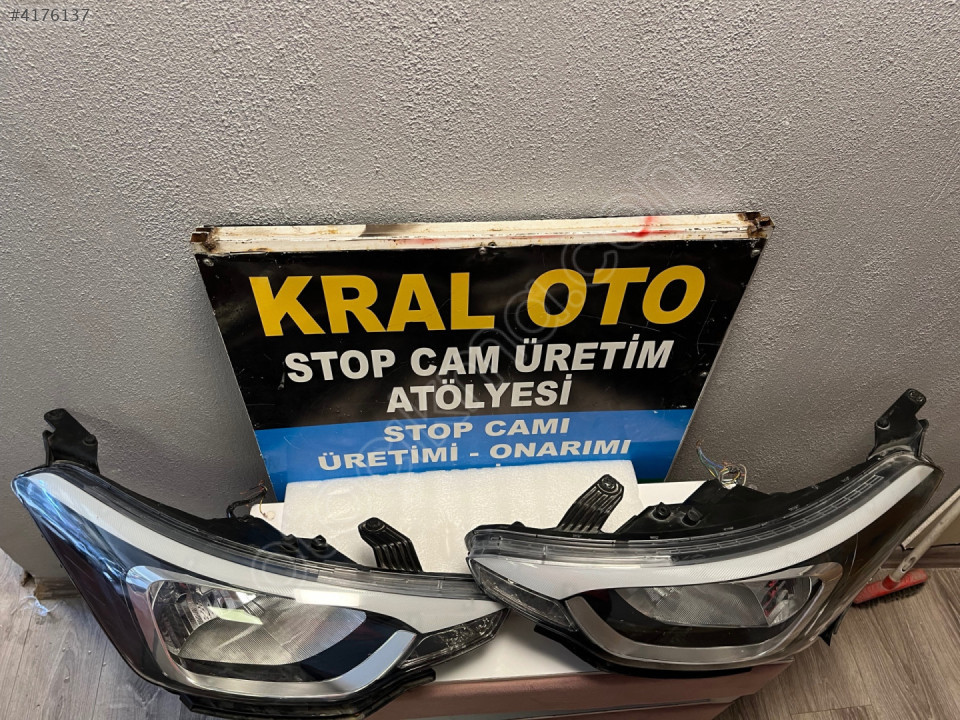 #4176137
KRAL OTO
STOP CAM ÜRETİM
ATÖLYESİ
STOP CAMI
ÜRETİMİ - ONARIMI